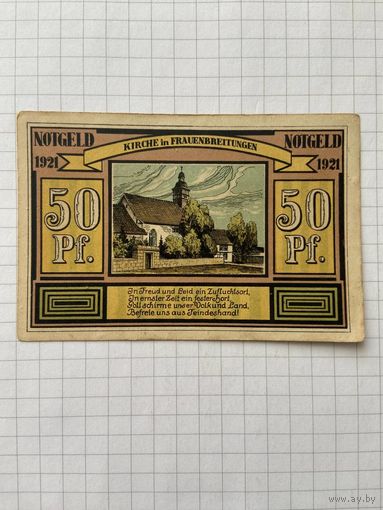 NOTGELD
1921
KIRCHE in FRAUENBREITUNGEN
NOTGELD
1921
50
Pf.
50
Pf.
In Freud und Leid ein Zufluchtsort,
In ernster Zeit ein fester Hort,
Gott schirme unser Volk und Land,
Befreie uns aus Feindeshand!
ay.by